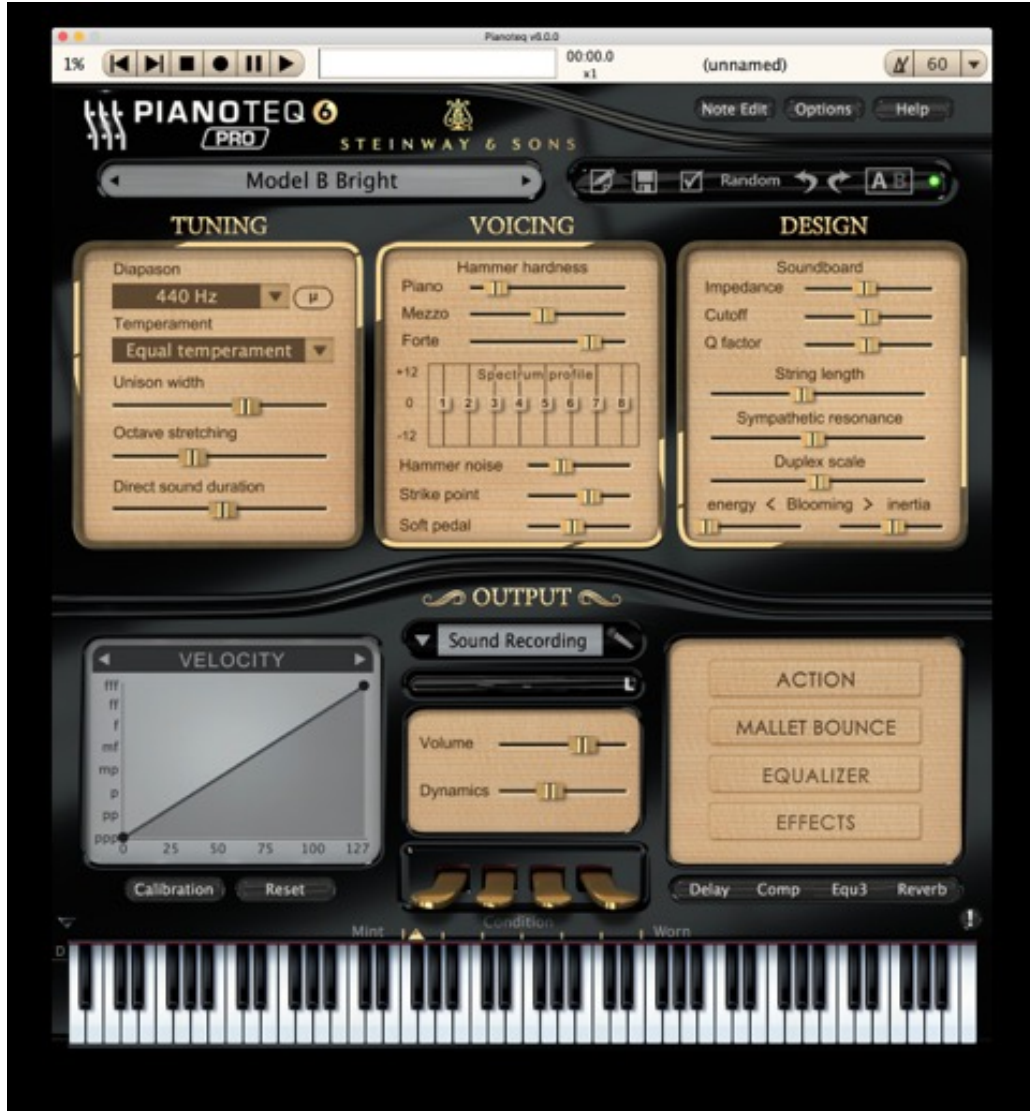 Pianoteq v6.0.0
1%
00:00.0
x1
(unnamed)
60
PIANOTEQ 6
PRO
STEINWAY & SONS
Note Edit Options Help
Model B Bright
Random
A B
TUNING
Diapason
440 Hz
μ
Temperament
Equal temperament
Unison width
Octave stretching
Direct sound duration
VOICING
Hammer hardness
Piano
Mezzo
Forte
+12
Spectrum profile
0
1 2 3 4 5 6 7 8
-12
Hammer noise
Strike point
Soft pedal
DESIGN
Soundboard
Impedance
Cutoff
Q factor
String length
Sympathetic resonance
Duplex scale
energy < Blooming > inertia
OUTPUT
VELOCITY
fff
ff
f
mf
mp
p
pp
ppp
0 25 50 75 100 127
Calibration Reset
Sound Recording
L
Volume
Dynamics
ACTION
MALLET BOUNCE
EQUALIZER
EFFECTS
Delay Comp Equ3 Reverb
Mint Condition Worn
!
D